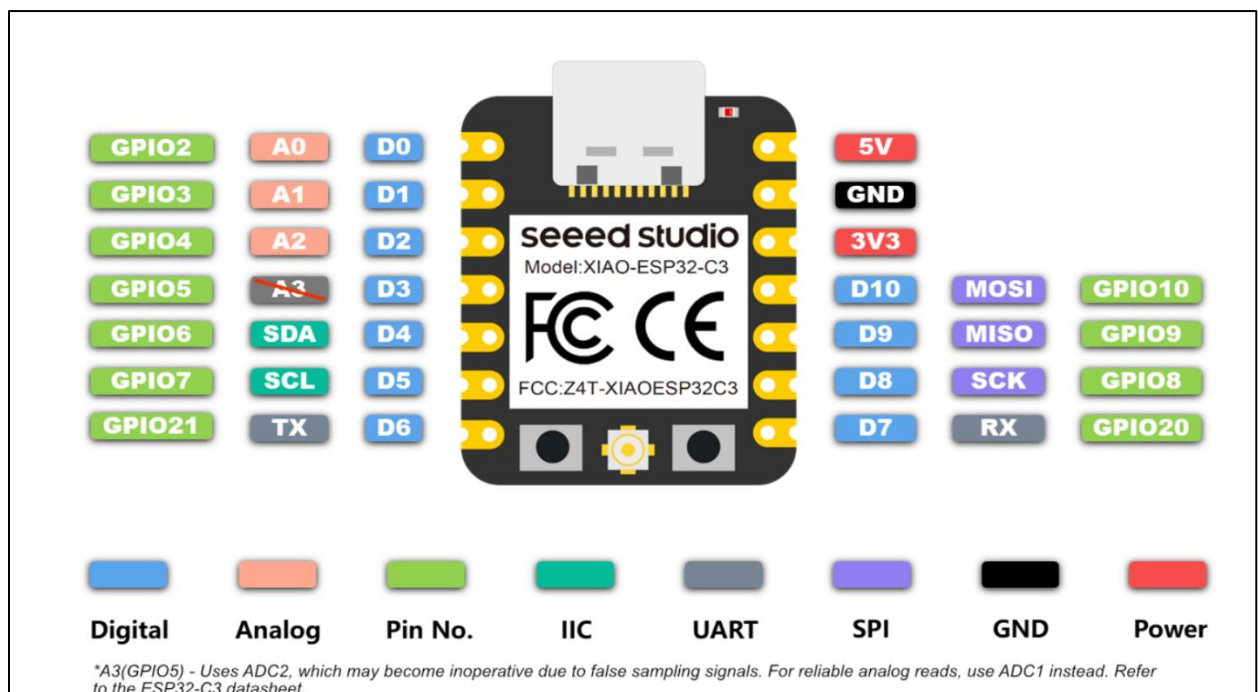 GPIO2 A0 D0 5V
GPIO3 A1 D1 GND
GPIO4 A2 D2 seeed studio 3V3
Model:XIAO-ESP32-C3
GPIO5 A3 D3 D10 MOSI GPIO10
GPIO6 SDA D4 FC CE D9 MISO GPIO9
GPIO7 SCL D5 FCC:Z4T-XIAOESP32C3 D8 SCK GPIO8
GPIO21 TX D6 D7 RX GPIO20
Digital Analog Pin No. IIC UART SPI GND Power
*A3(GPIO5) - Uses ADC2, which may become inoperative due to false sampling signals. For reliable analog reads, use ADC1 instead. Refer
to the ESP32-C3 datasheet.